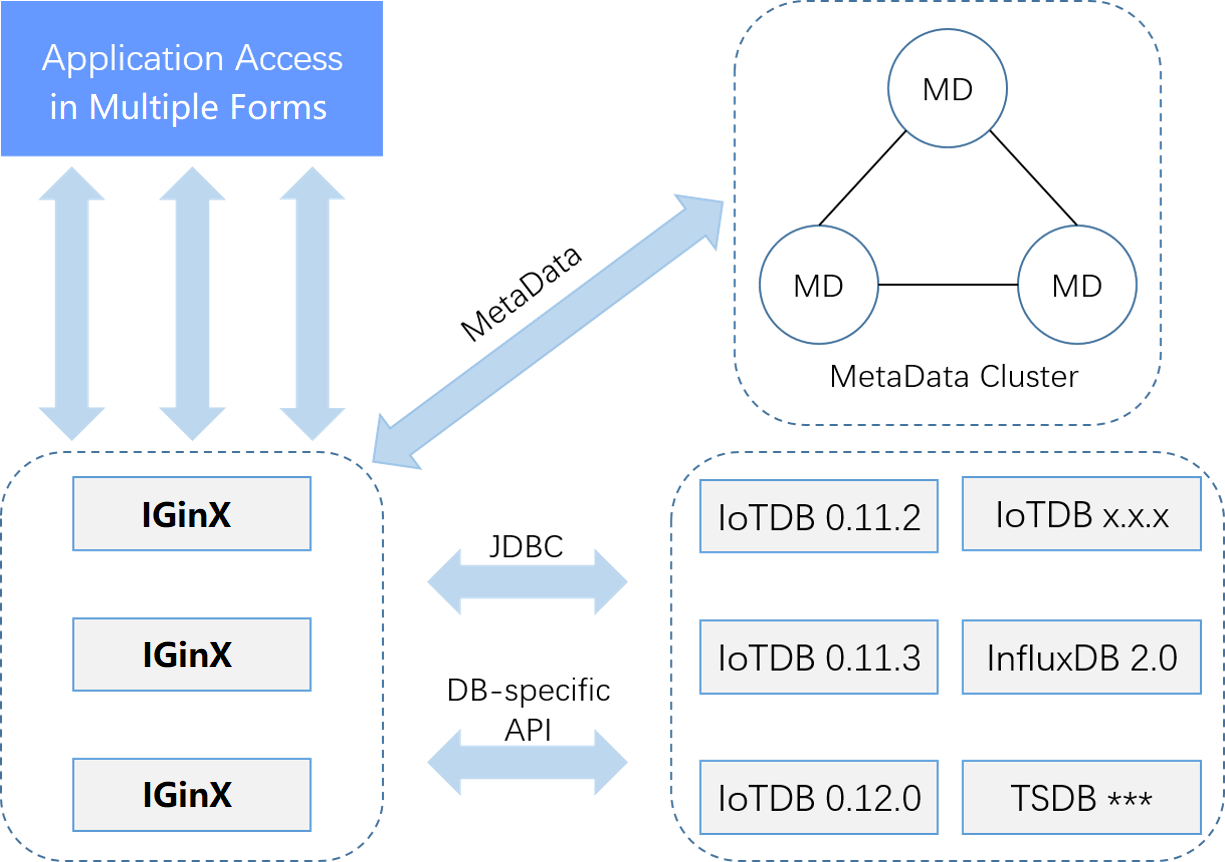 Application Access
in Multiple Forms
MD
MD
MD
MetaData Cluster
MetaData
IGinX
IGinX
IGinX
JDBC
DB-specific
API
IoTDB 0.11.2
IoTDB x.x.x
IoTDB 0.11.3
InfluxDB 2.0
IoTDB 0.12.0
TSDB ***